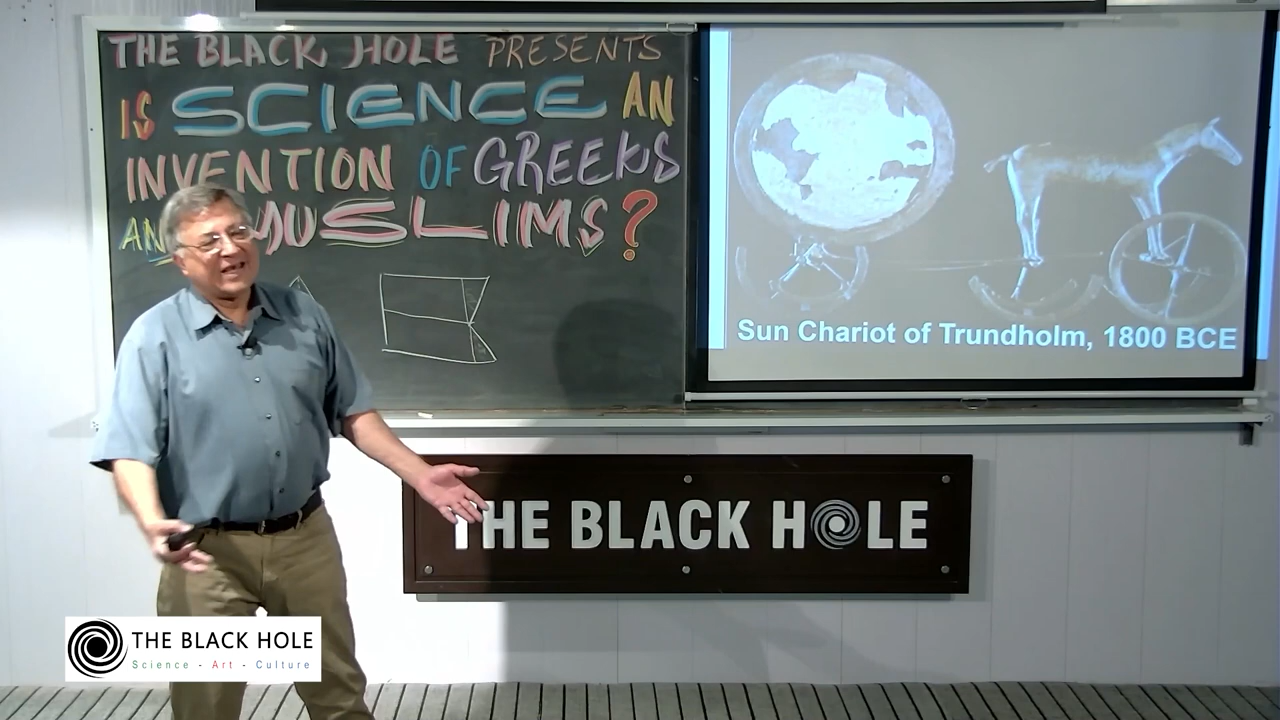 THE BLACK HOLE PRESENTS
IS SCIENCE AN
INVENTION OF GREEKS
AND MUSLIMS?
Sun Chariot of Trundholm, 1800 BCE
THE BLACK HOLE
THE BLACK HOLE
Science - Art - Culture